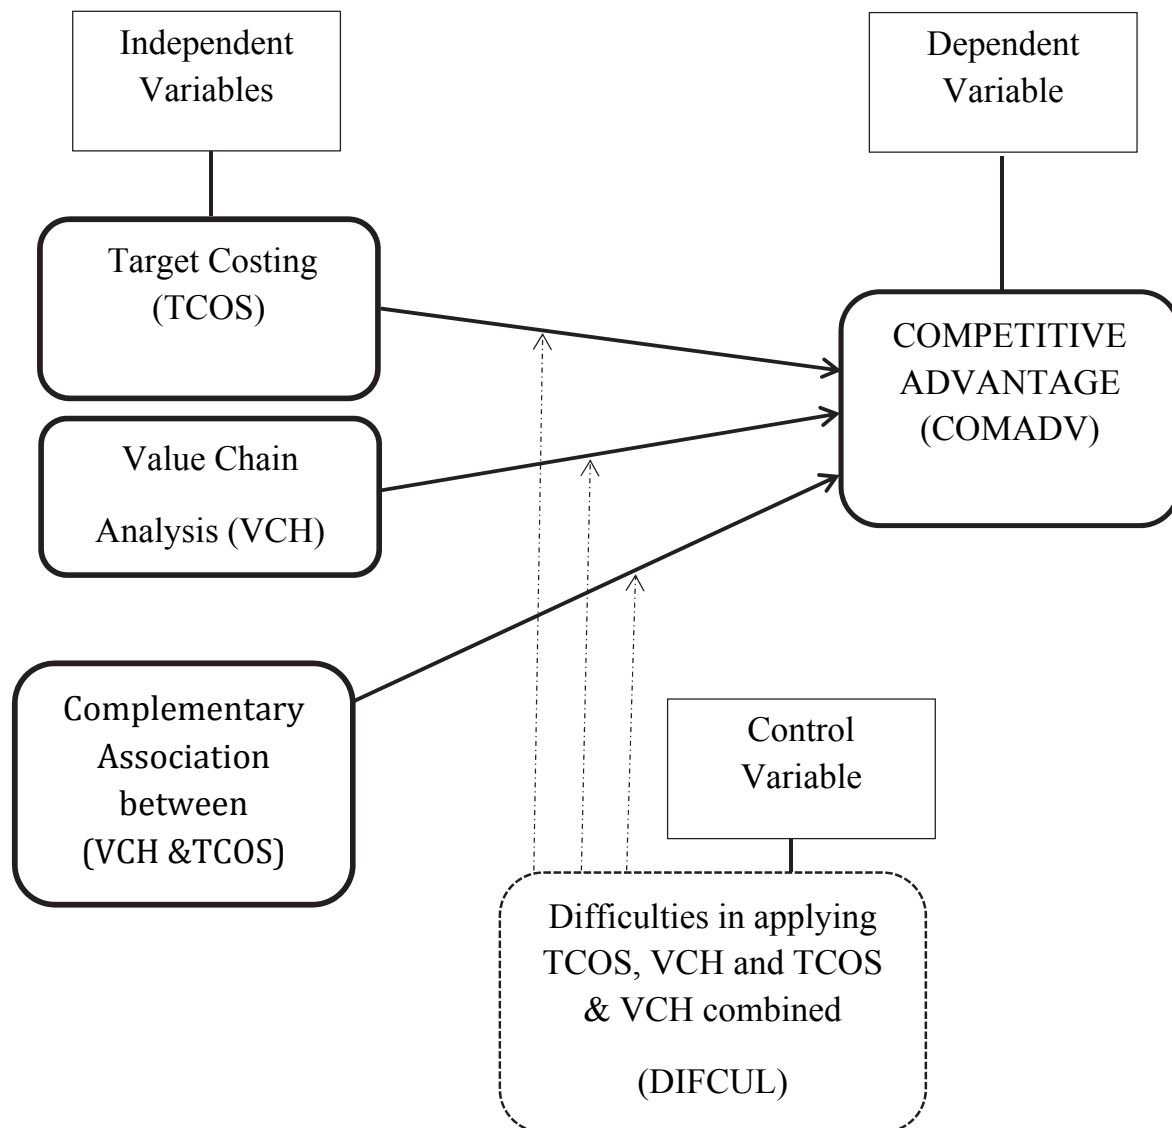 Independent
Variables
Dependent
Variable
Target Costing
(TCOS)
COMPETITIVE
ADVANTAGE
(COMADV)
Value Chain
Analysis (VCH)
Complementary
Association
between
(VCH &TCOS)
Control
Variable
Difficulties in applying
TCOS, VCH and TCOS
& VCH combined
(DIFCUL)